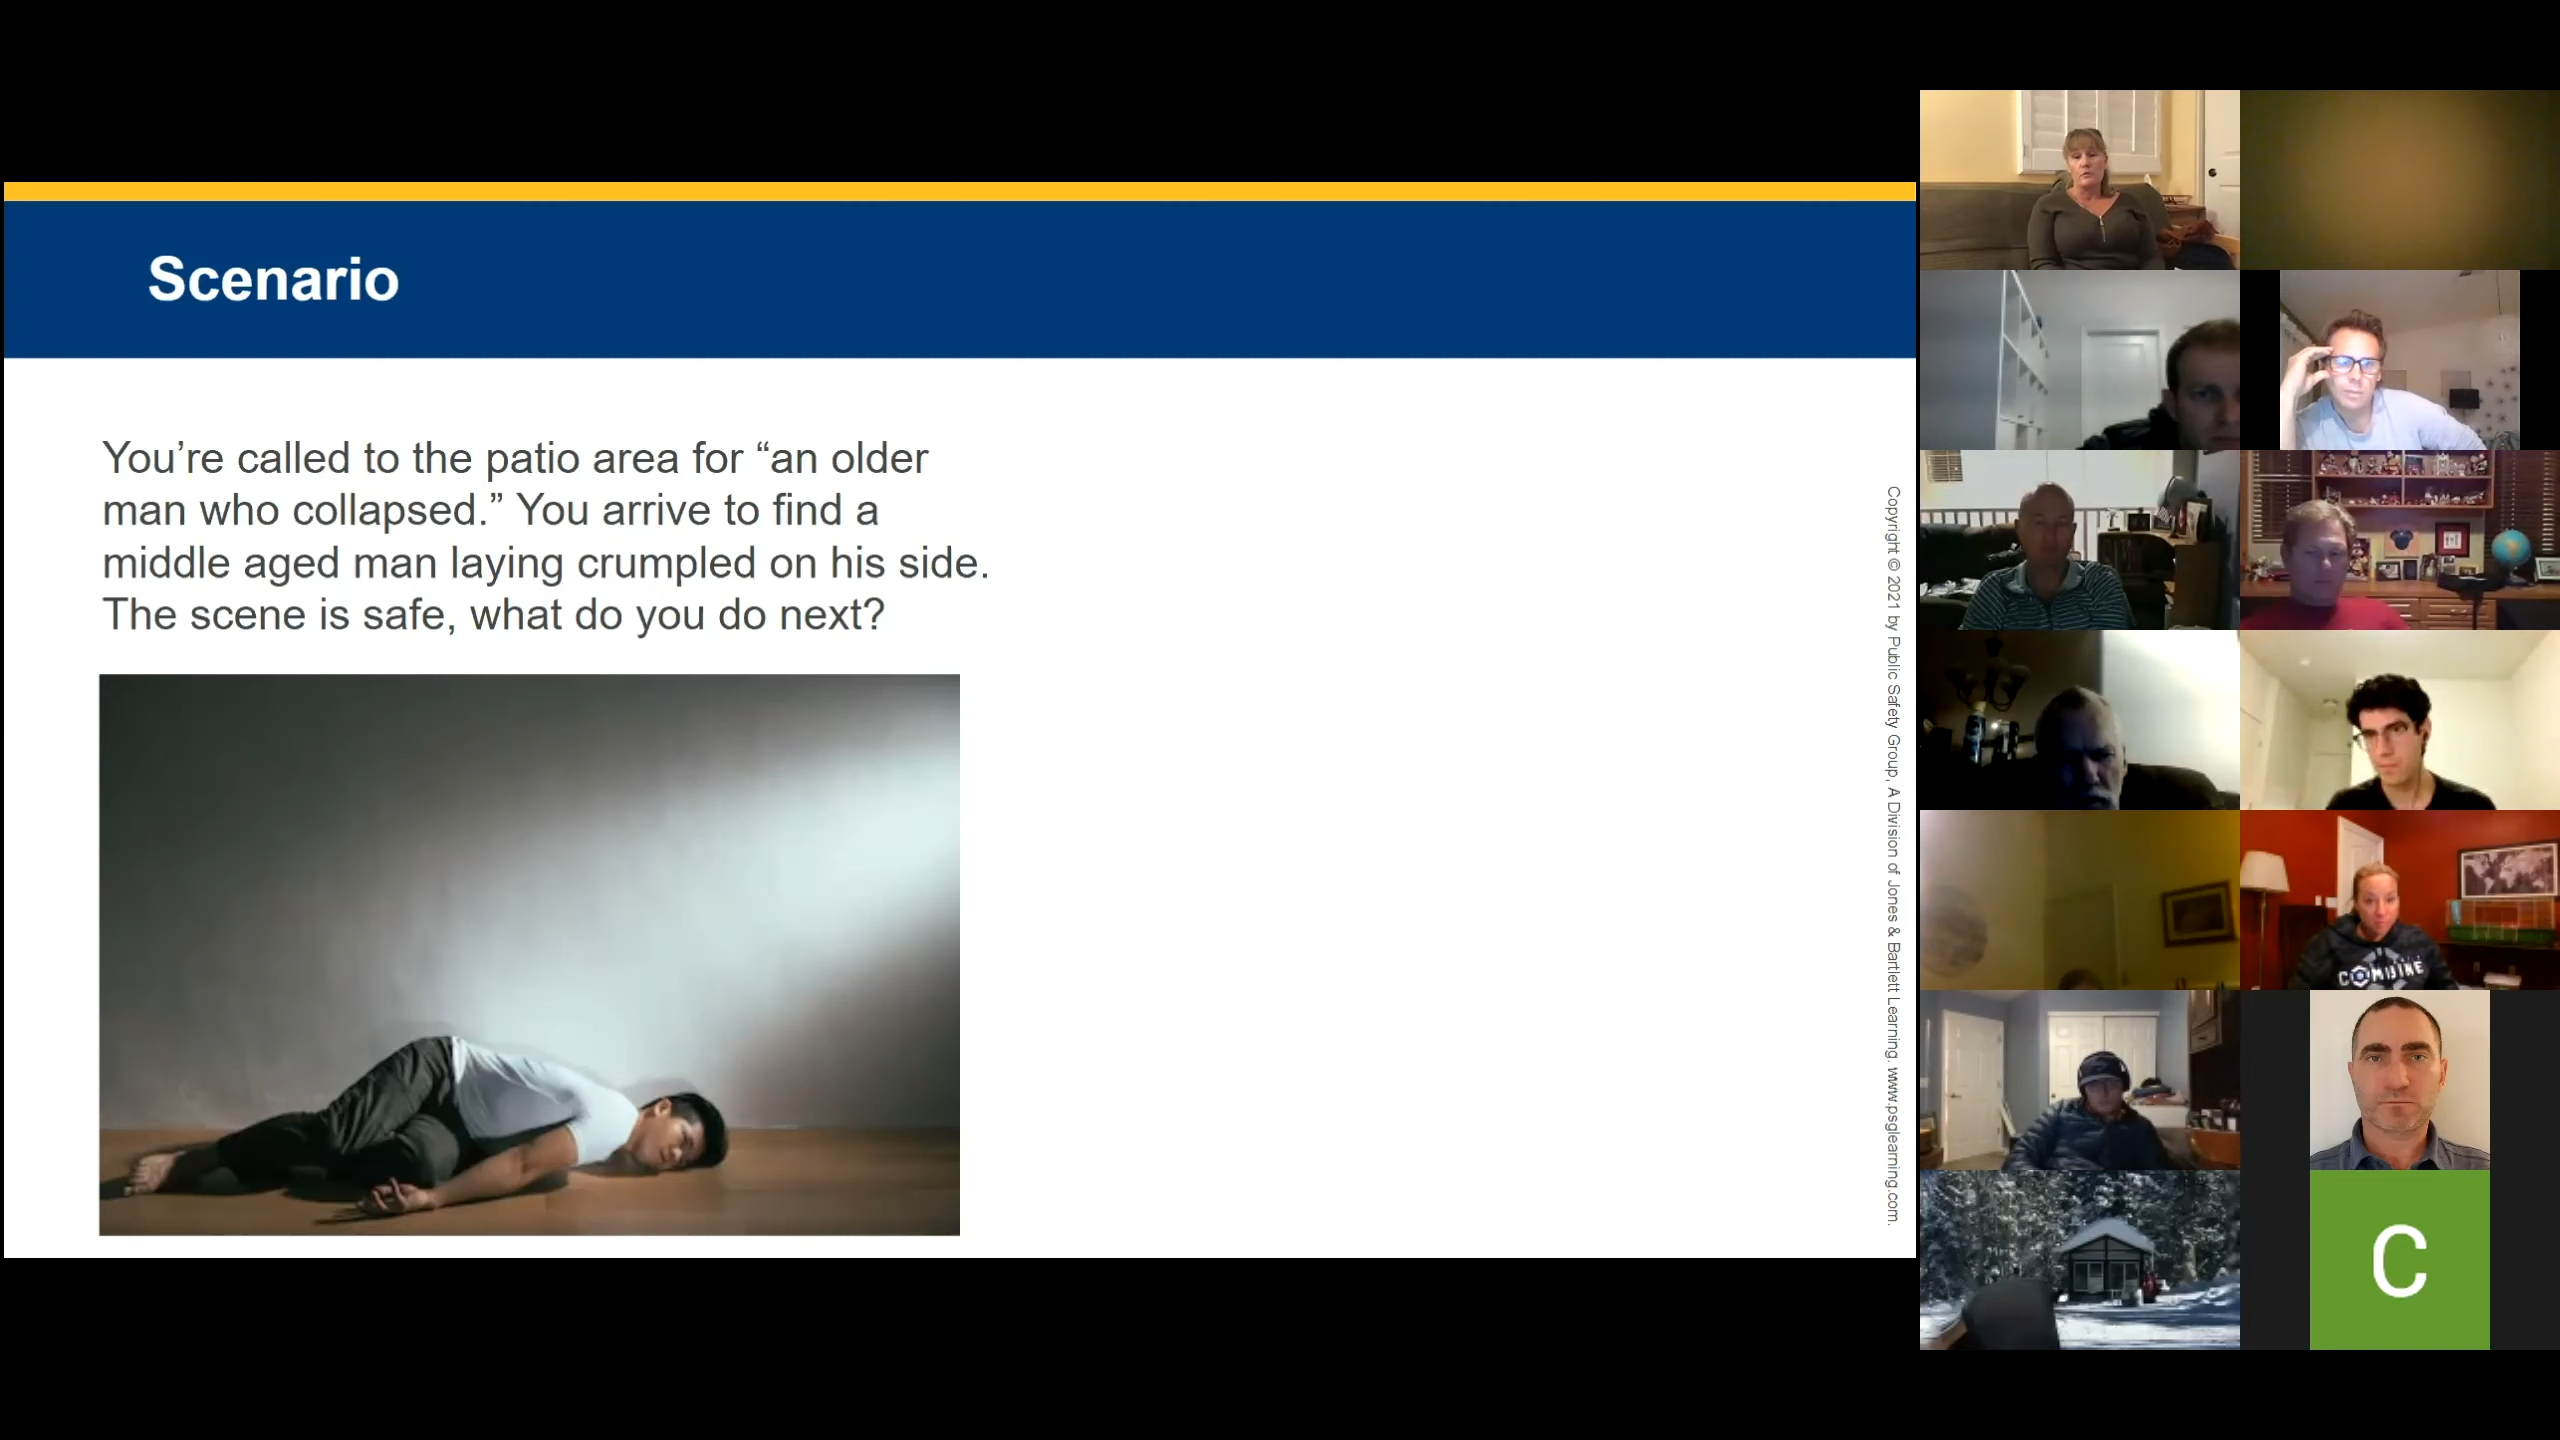 Scenario
You’re called to the patio area for “an older
man who collapsed.” You arrive to find a
middle aged man laying crumpled on his side.
The scene is safe, what do you do next?
Copyright © 2021 by Public Safety Group, A Division of Jones & Bartlett Learning. www.psglearning.com.
COMBINE
C